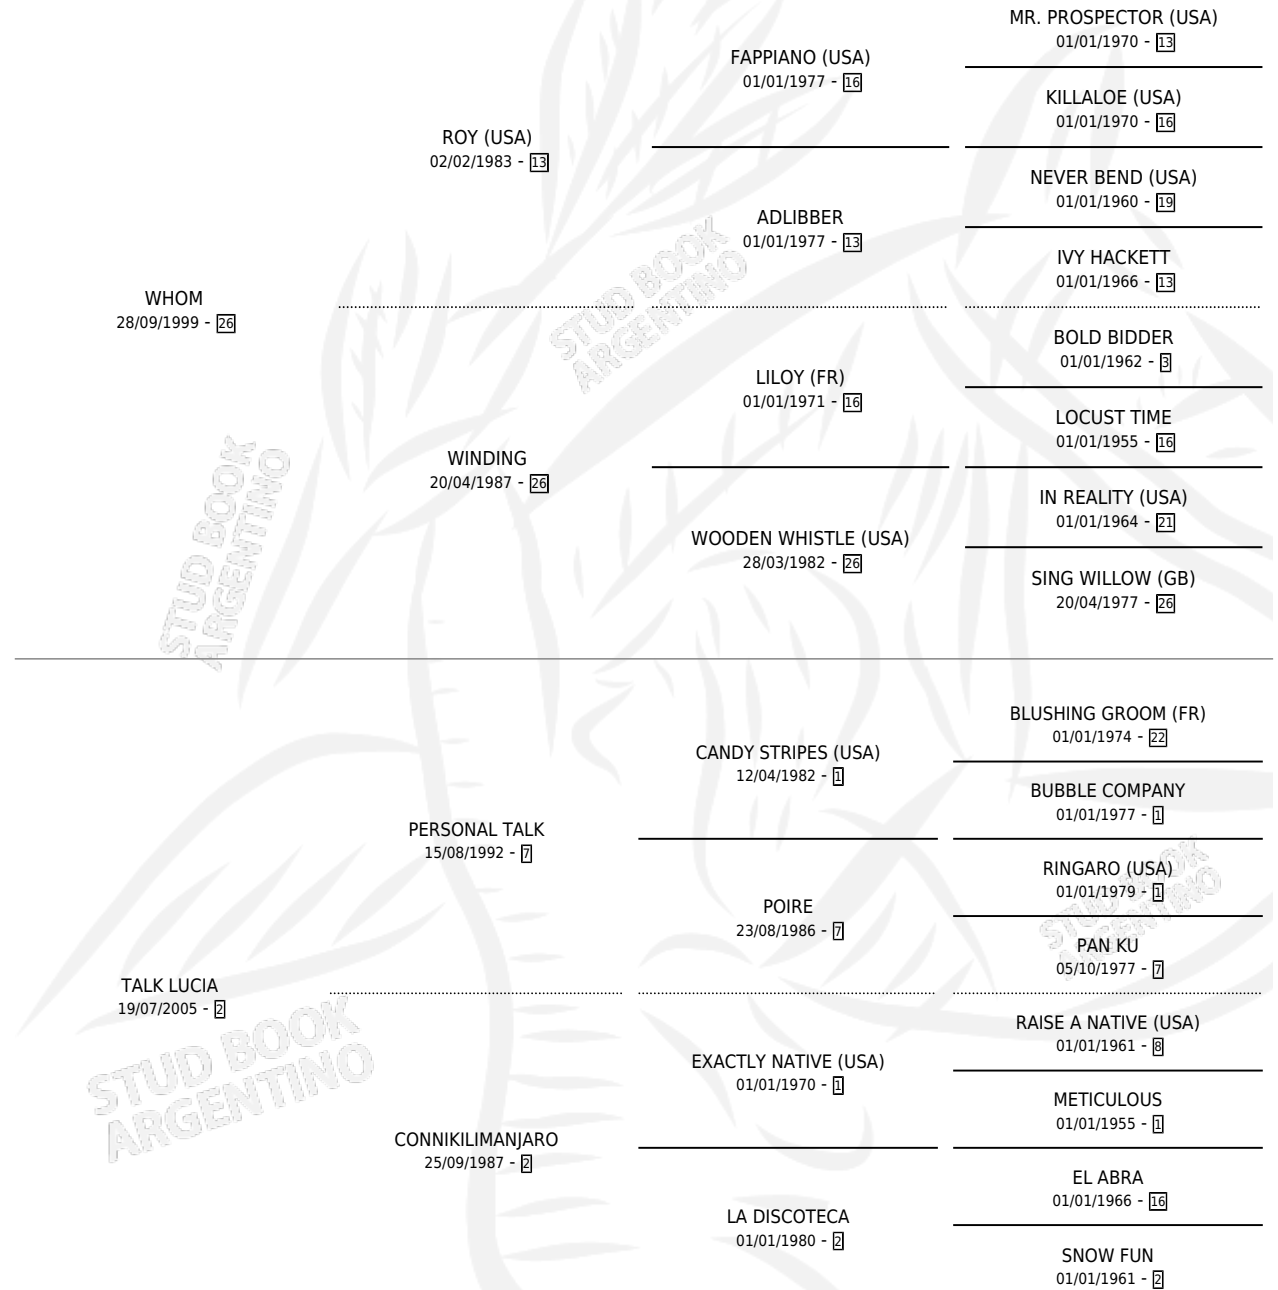 MR. PROSPECTOR (USA)
01/01/1970 - 13
FAPPIANO (USA)
01/01/1977 - 16
KILLALOE (USA)
01/01/1970 - 16
ROY (USA)
02/02/1983 - 13
NEVER BEND (USA)
01/01/1960 - 19
ADLIBBER
01/01/1977 - 13
IVY HACKETT
01/01/1966 - 13
WHOM
28/09/1999 - 26
BOLD BIDDER
01/01/1962 - 3
LILOY (FR)
01/01/1971 - 16
LOCUST TIME
01/01/1955 - 16
WINDING
20/04/1987 - 26
IN REALITY (USA)
01/01/1964 - 21
WOODEN WHISTLE (USA)
28/03/1982 - 26
SING WILLOW (GB)
20/04/1977 - 26
BLUSHING GROOM (FR)
01/01/1974 - 22
CANDY STRIPES (USA)
12/04/1982 - 1
BUBBLE COMPANY
01/01/1977 - 1
PERSONAL TALK
15/08/1992 - 7
RINGARO (USA)
01/01/1979 - 1
POIRE
23/08/1986 - 7
PAN KU
05/10/1977 - 7
TALK LUCIA
19/07/2005 - 2
RAISE A NATIVE (USA)
01/01/1961 - 8
EXACTLY NATIVE (USA)
01/01/1970 - 1
METICULOUS
01/01/1955 - 1
CONNIKILIMANJARO
25/09/1987 - 2
EL ABRA
01/01/1966 - 16
LA DISCOTECA
01/01/1980 - 2
SNOW FUN
01/01/1961 - 2
STUD BOOK
ARGENTINO
STUD BOOK
ARGENTINO
STUD BOOK
ARGENTINO
STUD BOOK
ARGENTINO